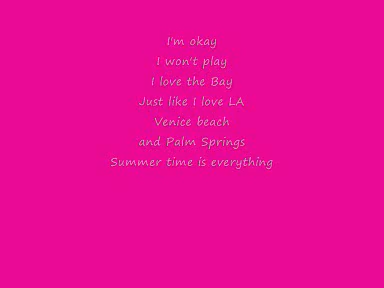 I'm okay
I won't play
I love the Bay
Just like I love LA
Venice beach
and Palm Springs
Summer time is everything